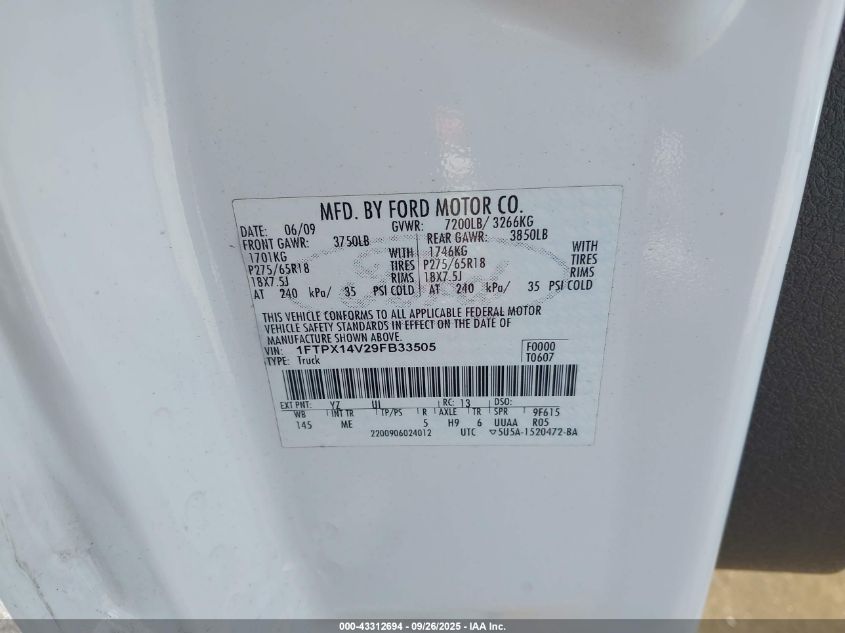 MFD. BY FORD MOTOR CO.
DATE: 06/09 GVWR: 7200LB/ 3266KG
FRONT GAWR: 3750LB REAR GAWR: 3850LB
1701KG WITH 1746KG WITH
P275/65R18 TIRES P275/65R18 TIRES
18X7.5J RIMS 18X7.5J RIMS
AT 240 kPa/ 35 PSI COLD AT 240 kPa/ 35 PSI COLD
THIS VEHICLE CONFORMS TO ALL APPLICABLE FEDERAL MOTOR
VEHICLE SAFETY STANDARDS IN EFFECT ON THE DATE OF
MANUFACTURE SHOWN ABOVE.
VIN: 1FTPX14V29FB33505 F0000
TYPE: Truck T0607
EXT PNT: YZ UI RC: 13 DSO:
WB INT TR TP/PS R AXLE TR SPR 9F615
145 ME 5 H9 6 UUAA R05
2200906024012 UTC ▽5U5A-1520472-BA
000-43312694 - 09/26/2025 - IAA Inc.